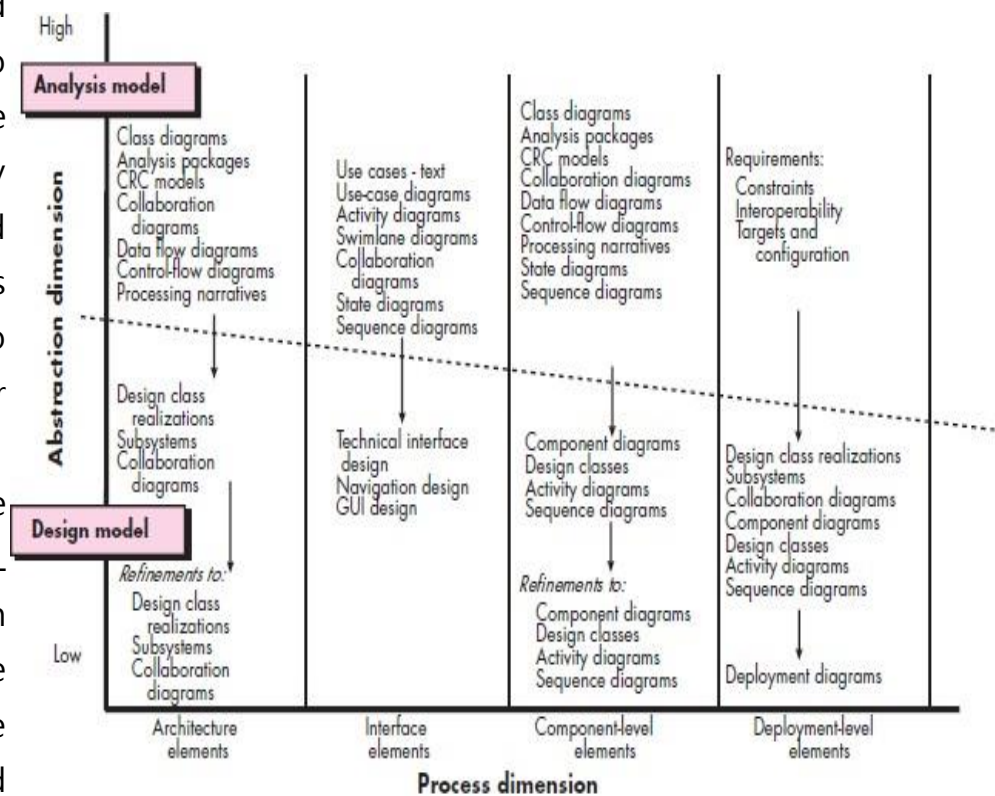 High
Analysis model
Abstraction dimension
Class diagrams
Analysis packages
CRC models
Collaboration
diagrams
Data flow diagrams
Control-flow diagrams
Processing narratives
Design class
realizations
Subsystems
Collaboration
diagrams
Design model
Refinements to:
Design class
realizations
Subsystems
Collaboration
diagrams
Low
Use cases - text
Use-case diagrams
Activity diagrams
Swimlane diagrams
Collaboration
diagrams
State diagrams
Sequence diagrams
Technical interface
design
Navigation design
GUI design
Class diagrams
Analysis packages
CRC models
Collaboration diagrams
Data flow diagrams
Control-flow diagrams
Processing narratives
State diagrams
Sequence diagrams
Component diagrams
Design classes
Activity diagrams
Sequence diagrams
Refinements to:
Component diagrams
Design classes
Activity diagrams
Sequence diagrams
Requirements:
Constraints
Interoperability
Targets and
configuration
Design class realizations
Subsystems
Collaboration diagrams
Component diagrams
Design classes
Activity diagrams
Sequence diagrams
Deployment diagrams
Architecture
elements
Interface
elements
Component-level
elements
Deployment-level
elements
Process dimension